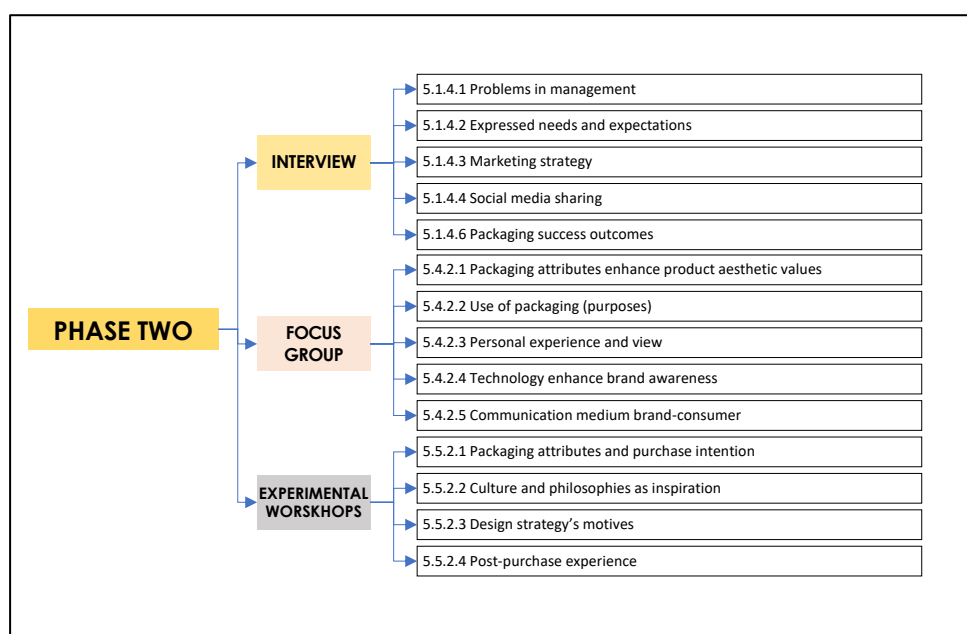 PHASE TWO
INTERVIEW
5.1.4.1 Problems in management
5.1.4.2 Expressed needs and expectations
5.1.4.3 Marketing strategy
5.1.4.4 Social media sharing
5.1.4.6 Packaging success outcomes
FOCUS
GROUP
5.4.2.1 Packaging attributes enhance product aesthetic values
5.4.2.2 Use of packaging (purposes)
5.4.2.3 Personal experience and view
5.4.2.4 Technology enhance brand awareness
5.4.2.5 Communication medium brand-consumer
EXPERIMENTAL
WORSKHOPS
5.5.2.1 Packaging attributes and purchase intention
5.5.2.2 Culture and philosophies as inspiration
5.5.2.3 Design strategy’s motives
5.5.2.4 Post-purchase experience